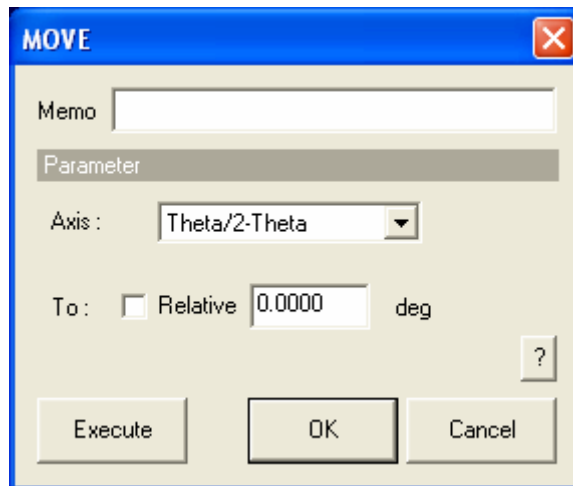 MOVE
Memo
Parameter
Axis : Theta/2-Theta
To : Relative 0.0000 deg
?
Execute OK Cancel